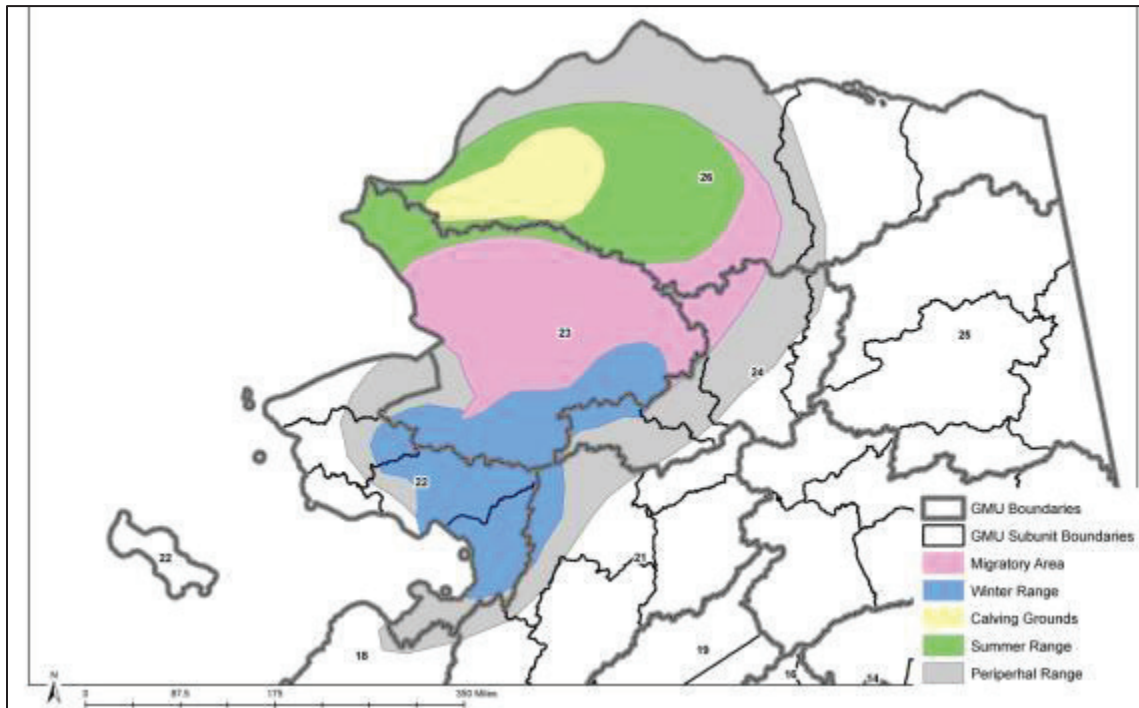 26
23
25
24
22
22
21
18
19
16
14
GMU Boundaries
GMU Subunit Boundaries
Migratory Area
Winter Range
Calving Grounds
Summer Range
Periperhal Range
N
0 87.5 175 350 Miles